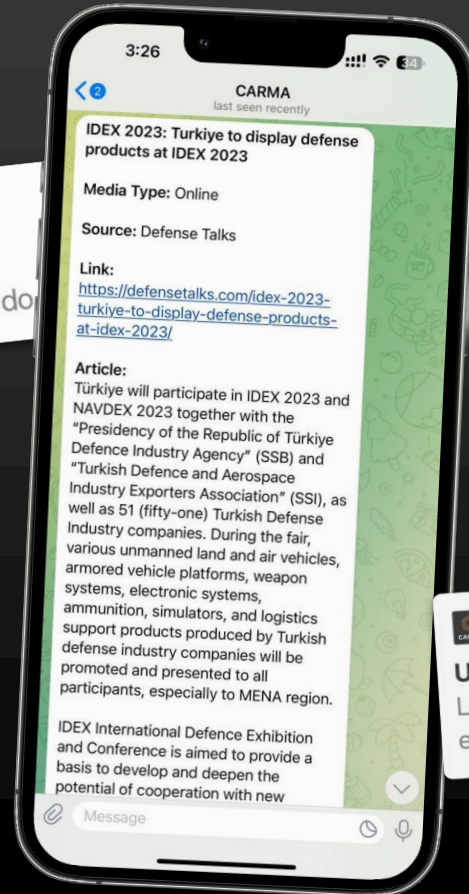 3:26
34
2
CARMA
last seen recently
IDEX 2023: Turkiye to display defense
products at IDEX 2023
Media Type: Online
Source: Defense Talks
Link:
https://defensetalks.com/idex-2023-
turkiye-to-display-defense-products-
at-idex-2023/
Article:
Türkiye will participate in IDEX 2023 and
NAVDEX 2023 together with the
“Presidency of the Republic of Türkiye
Defence Industry Agency” (SSB) and
“Turkish Defence and Aerospace
Industry Exporters Association” (SSI), as
well as 51 (fifty-one) Turkish Defense
Industry companies. During the fair,
various unmanned land and air vehicles,
armored vehicle platforms, weapon
systems, electronic systems,
ammunition, simulators, and logistics
support products produced by Turkish
defense industry companies will be
promoted and presented to all
participants, especially to MENA region.
IDEX International Defence Exhibition
and Conference is aimed to provide a
basis to develop and deepen the
potential of cooperation with new
Message